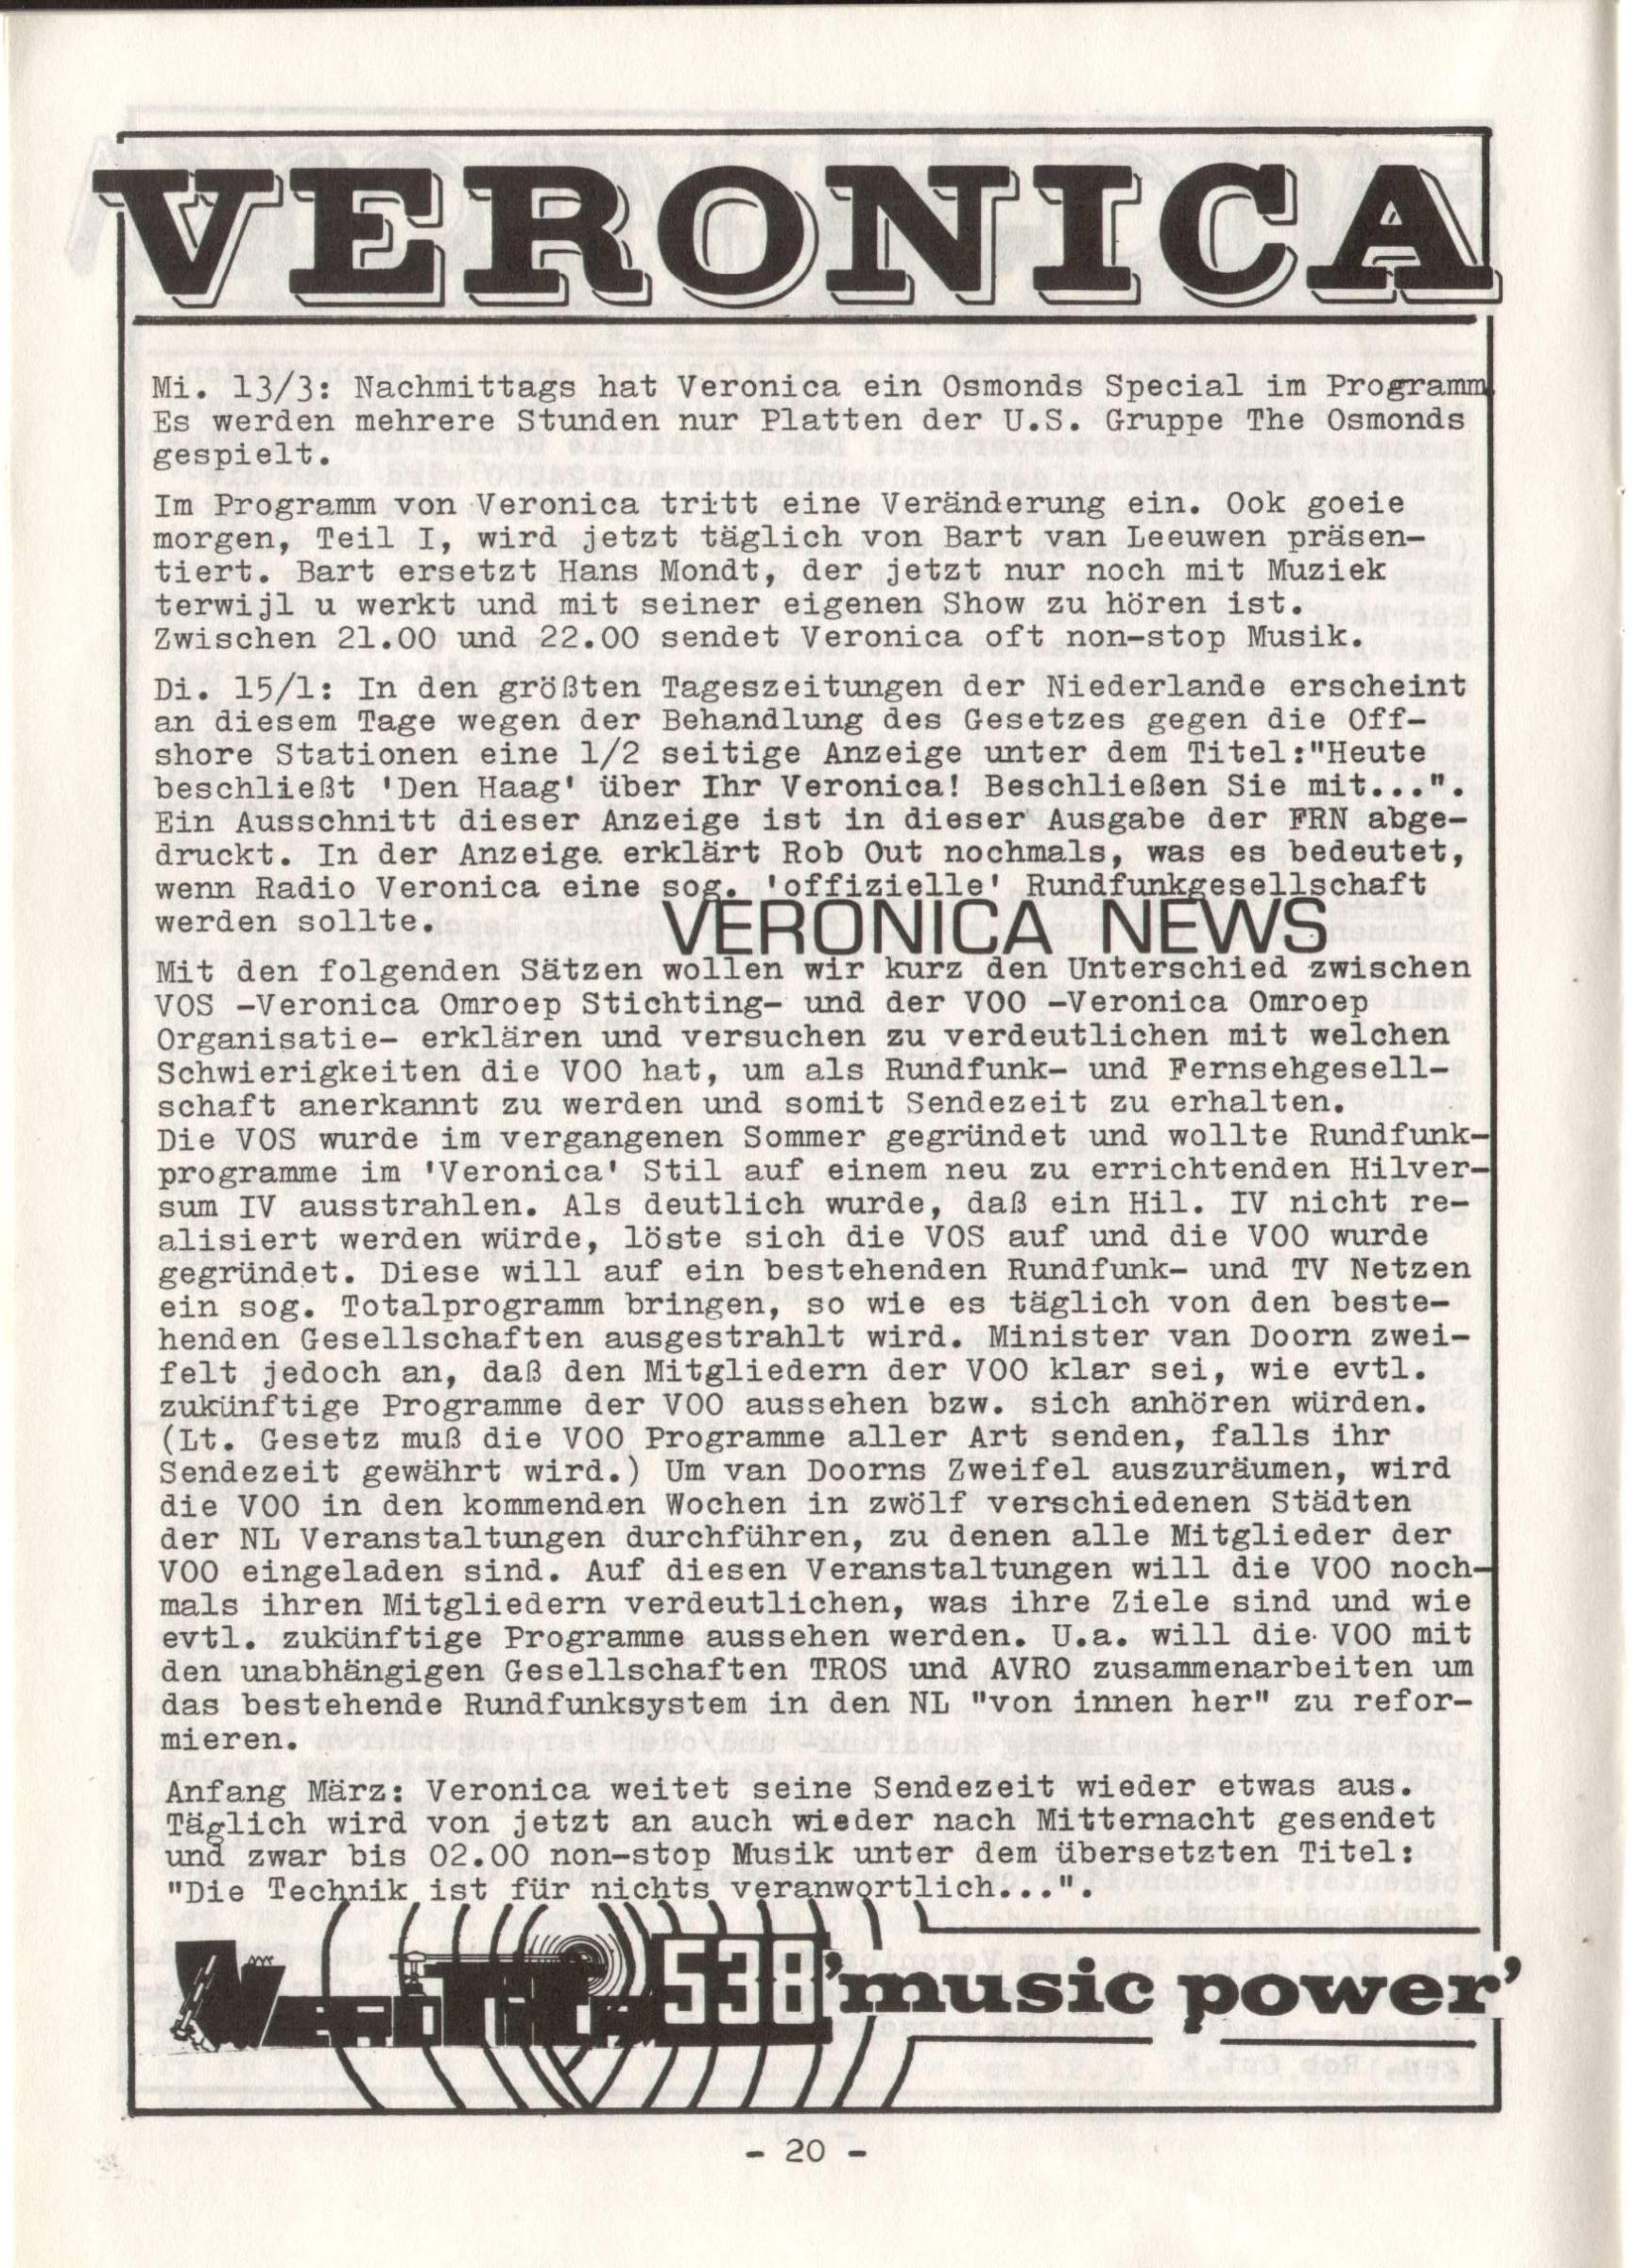 VERONICA
Mi. 13/3: Nachmittags hat Veronica ein Osmonds Special im Programm.
Es werden mehrere Stunden nur Platten der U.S. Gruppe The Osmonds
gespielt.
Im Programm von Veronica tritt eine Veränderung ein. Ook goeie
morgen, Teil I, wird jetzt täglich von Bart van Leeuwen präsen-
tiert. Bart ersetzt Hans Mondt, der jetzt nur noch mit Muziek
terwijl u werkt und mit seiner eigenen Show zu hören ist.
Zwischen 21.00 und 22.00 sendet Veronica oft non-stop Musik.
Di. 15/1: In den größten Tageszeitungen der Niederlande erscheint
an diesem Tage wegen der Behandlung des Gesetzes gegen die Off-
shore Stationen eine 1/2 seitige Anzeige unter dem Titel:"Heute
beschließt 'Den Haag' über Ihr Veronica! Beschließen Sie mit...".
Ein Ausschnitt dieser Anzeige ist in dieser Ausgabe der FRN abge-
druckt. In der Anzeige erklärt Rob Out nochmals, was es bedeutet,
wenn Radio Veronica eine sog. 'offizielle' Rundfunkgesellschaft
werden sollte.
VERONICA NEWS
Mit den folgenden Sätzen wollen wir kurz den Unterschied zwischen
VOS -Veronica Omroep Stichting- und der VOO -Veronica Omroep
Organisatie- erklären und versuchen zu verdeutlichen mit welchen
Schwierigkeiten die VOO hat, um als Rundfunk- und Fernsehgesell-
schaft anerkannt zu werden und somit Sendezeit zu erhalten.
Die VOS wurde im vergangenen Sommer gegründet und wollte Rundfunk-
programme im 'Veronica' Stil auf einem neu zu errichtenden Hilver-
sum IV ausstrahlen. Als deutlich wurde, daß ein Hil. IV nicht re-
alisiert werden würde, löste sich die VOS auf und die VOO wurde
gegründet. Diese will auf ein bestehenden Rundfunk- und TV Netzen
ein sog. Totalprogramm bringen, so wie es täglich von den beste-
henden Gesellschaften ausgestrahlt wird. Minister van Doorn zwei-
felt jedoch an, daß den Mitgliedern der VOO klar sei, wie evtl.
zukünftige Programme der VOO aussehen bzw. sich anhören würden.
(Lt. Gesetz muß die VOO Programme aller Art senden, falls ihr
Sendezeit gewährt wird.) Um van Doorns Zweifel auszuräumen, wird
die VOO in den kommenden Wochen in zwölf verschiedenen Städten
der NL Veranstaltungen durchführen, zu denen alle Mitglieder der
VOO eingeladen sind. Auf diesen Veranstaltungen will die VOO noch-
mals ihren Mitgliedern verdeutlichen, was ihre Ziele sind und wie
evtl. zukünftige Programme aussehen werden. U.a. will die VOO mit
den unabhängigen Gesellschaften TROS und AVRO zusammenarbeiten um
das bestehende Rundfunksystem in den NL "von innen her" zu refor-
mieren.
Anfang März: Veronica weitet seine Sendezeit wieder etwas aus.
Täglich wird von jetzt an auch wieder nach Mitternacht gesendet
und zwar bis 02.00 non-stop Musik unter dem übersetzten Titel:
"Die Technik ist für nichts veranwortlich...".
Veronica 538 'music power'
- 20 -